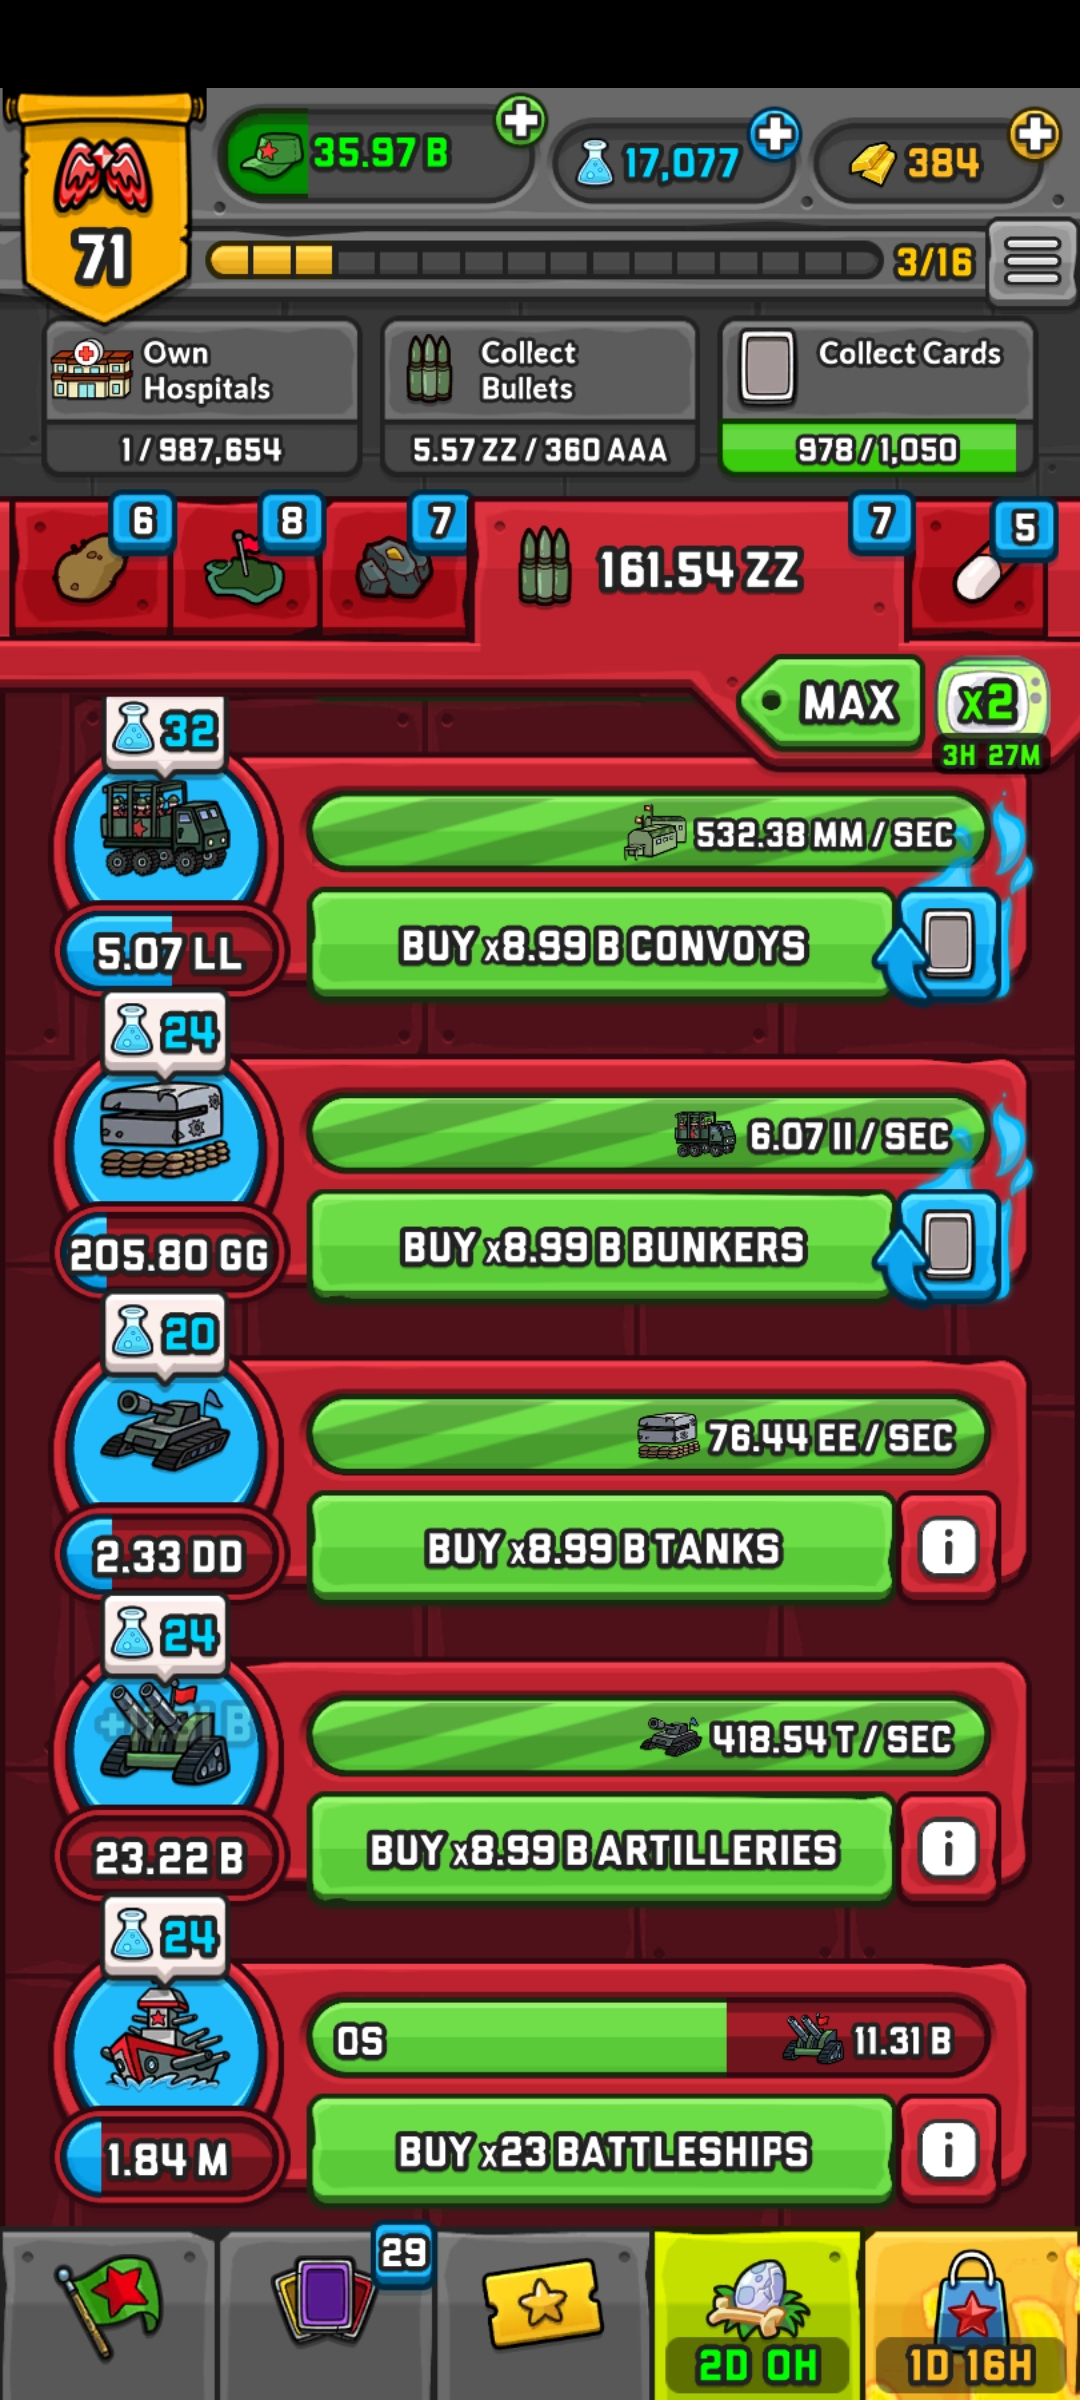 71
35.97 B
17,077
384
3/16
Own
Hospitals
1 / 987,654
Collect
Bullets
5.57 ZZ / 360 AAA
Collect Cards
978 / 1,050
6
8
7
161.54 ZZ
7
5
MAX
x2
3H 27M
32
532.38 MM / SEC
BUY x8.99 B CONVOYS
5.07 LL
24
6.07 II / SEC
BUY x8.99 B BUNKERS
205.80 GG
20
76.44 EE / SEC
BUY x8.99 B TANKS
i
2.33 DD
24
418.54 T / SEC
BUY x8.99 B ARTILLERIES
i
23.22 B
24
0S
11.31 B
BUY x23 BATTLESHIPS
i
1.84 M
29
2D 0H
1D 16H